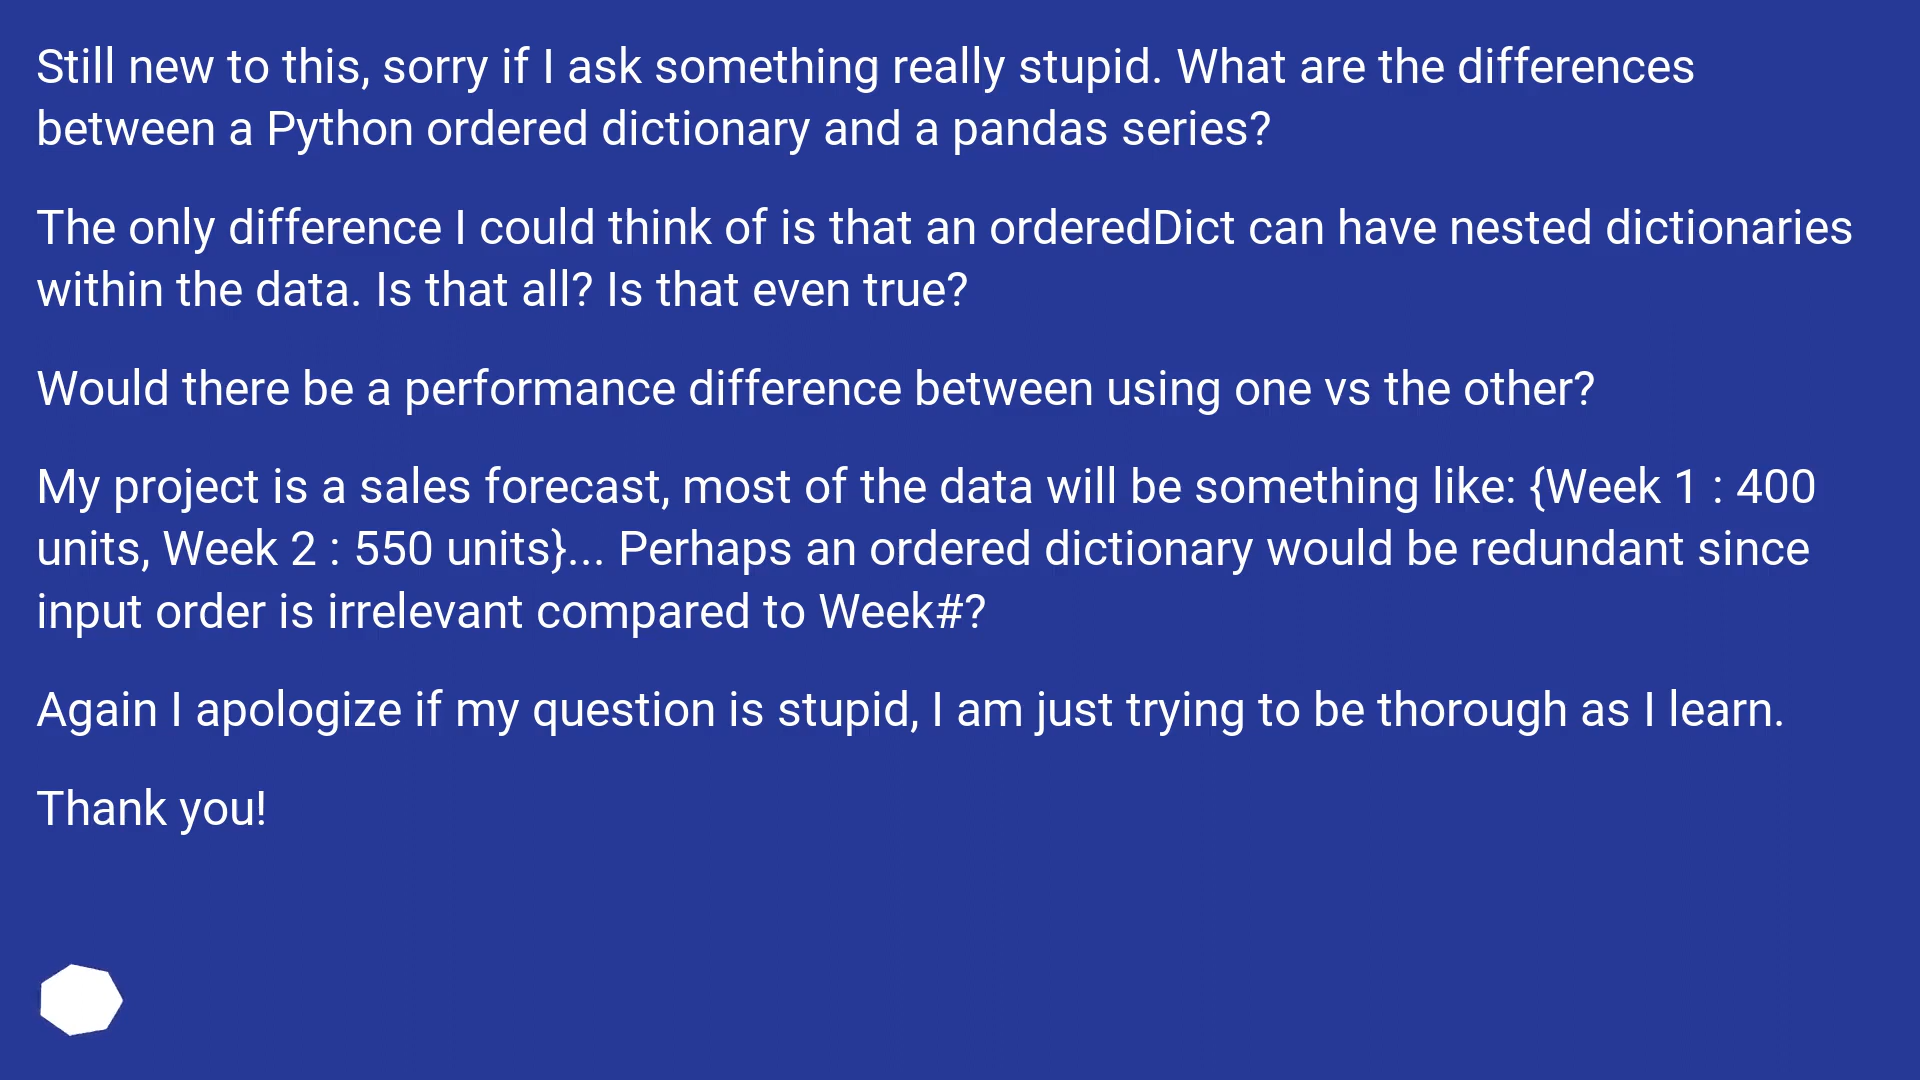 Still new to this, sorry if I ask something really stupid. What are the differences
between a Python ordered dictionary and a pandas series?
The only difference I could think of is that an orderedDict can have nested dictionaries
within the data. Is that all? Is that even true?
Would there be a performance difference between using one vs the other?
My project is a sales forecast, most of the data will be something like: {Week 1 : 400
units, Week 2 : 550 units}... Perhaps an ordered dictionary would be redundant since
input order is irrelevant compared to Week#?
Again I apologize if my question is stupid, I am just trying to be thorough as I learn.
Thank you!